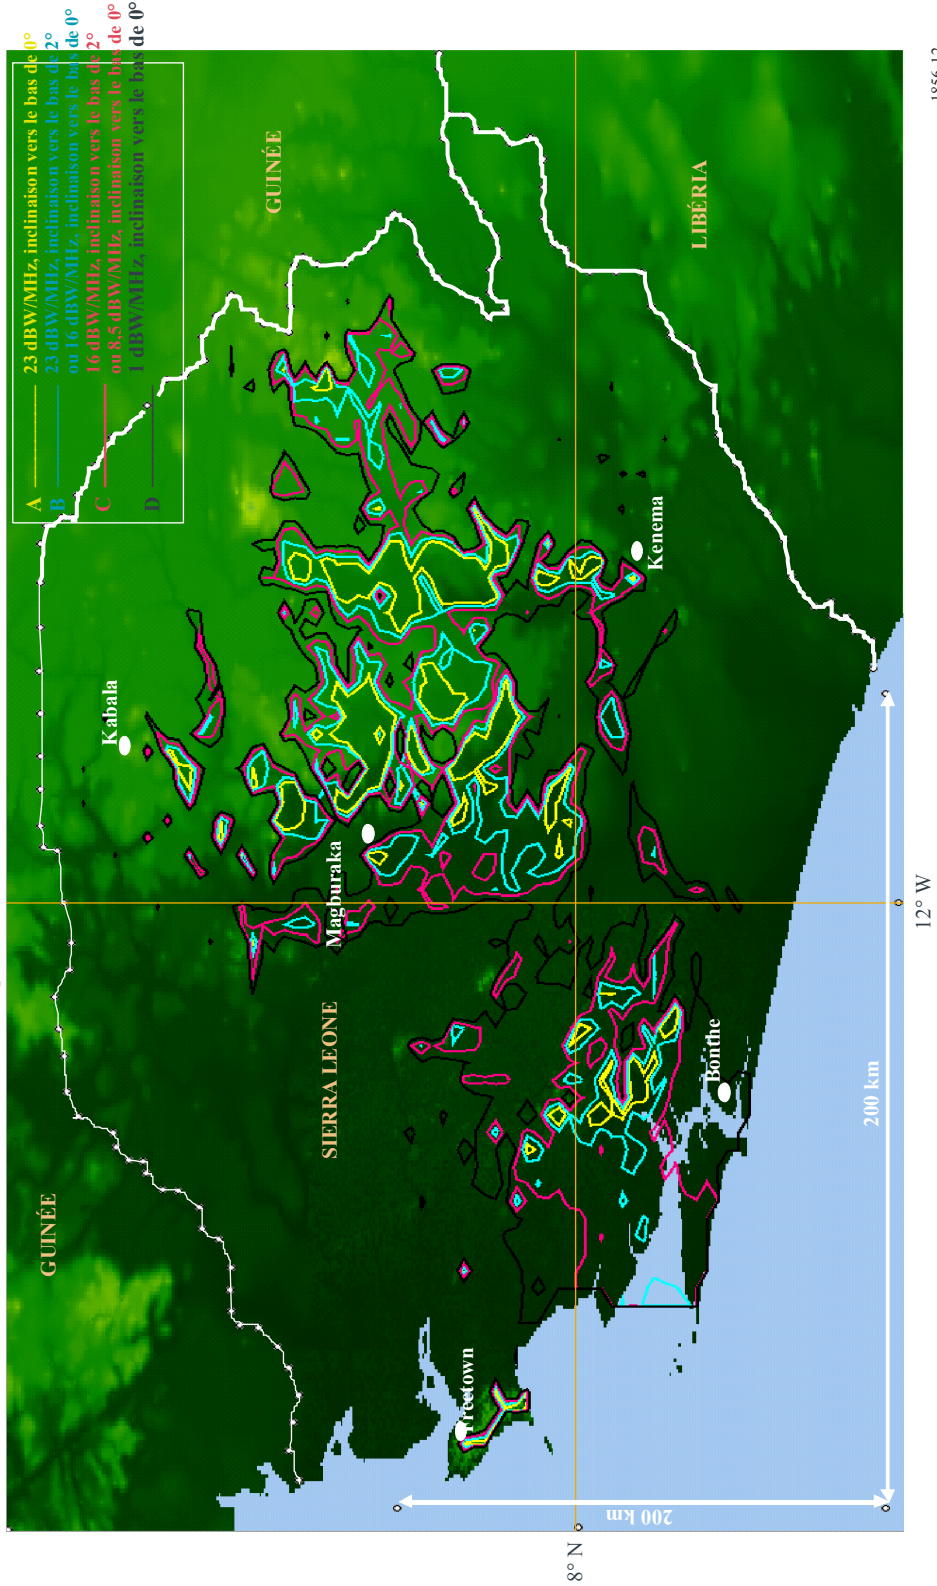 A 23 dBW/MHz, inclinaison vers le bas de 0°
B 23 dBW/MHz, inclinaison vers le bas de 2°
ou 16 dBW/MHz, inclinaison vers le bas de 0°
C 16 dBW/MHz, inclinaison vers le bas de 2°
ou 8,5 dBW/MHz, inclinaison vers le bas de 0°
D 1 dBW/MHz, inclinaison vers le bas de 0°
GUINÉE
GUINÉE
LIBÉRIA
SIERRA LEONE
Kabala
Magburaka
Kenema
Bonthe
Freetown
200 km
200 km
12° W
8° N